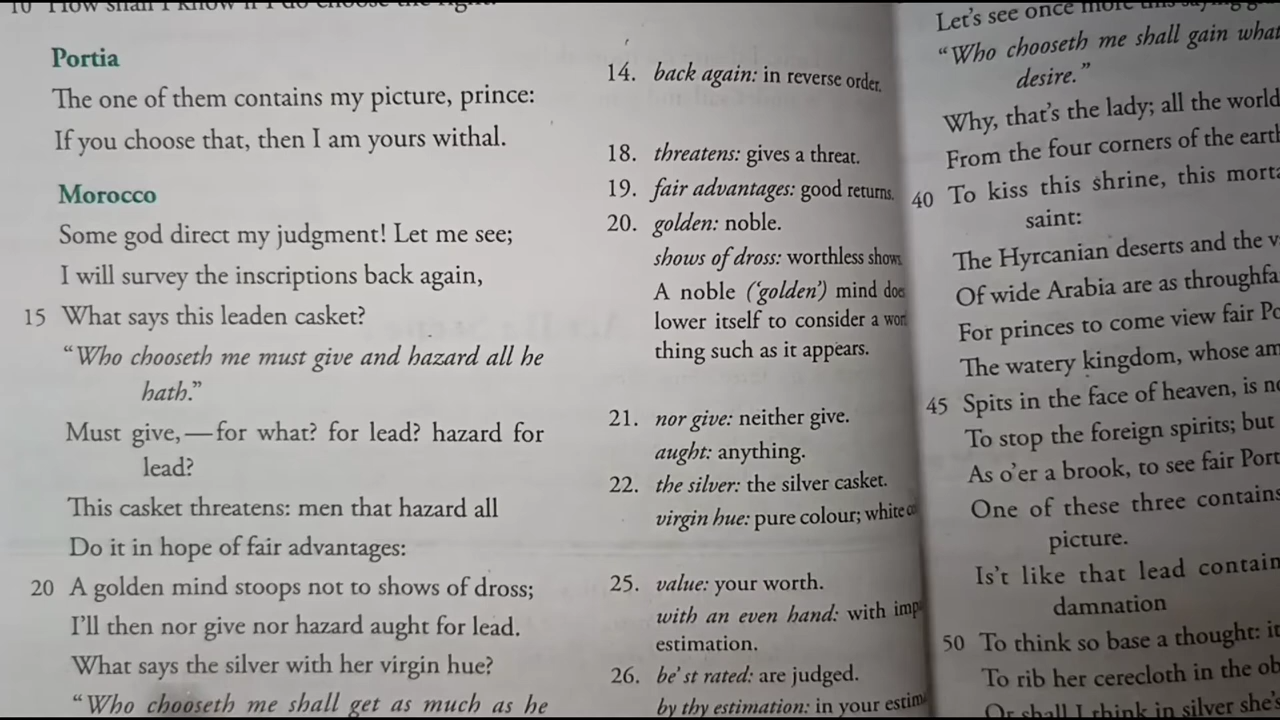 10 How shall I know if I do choose the right?
Portia
The one of them contains my picture, prince:
If you choose that, then I am yours withal.
Morocco
Some god direct my judgment! Let me see;
I will survey the inscriptions back again,
15 What says this leaden casket?
“Who chooseth me must give and hazard all he
hath.”
Must give,—for what? for lead? hazard for
lead?
This casket threatens: men that hazard all
Do it in hope of fair advantages:
20 A golden mind stoops not to shows of dross;
I'll then nor give nor hazard aught for lead.
What says the silver with her virgin hue?
“Who chooseth me shall get as much as he
14. back again: in reverse order.
18. threatens: gives a threat.
19. fair advantages: good returns.
20. golden: noble.
shows of dross: worthless shows
A noble (‘golden’) mind does
lower itself to consider a
thing such as it appears.
21. nor give: neither give.
aught: anything.
22. the silver: the silver casket.
virgin hue: pure colour; white
25. value: your worth.
with an even hand: with
estimation.
26. be'st rated: are judged.
by thy estimation: in your
Let's see once more this saying
“Who chooseth me shall gain what
desire.”
Why, that's the lady; all the world
From the four corners of the earth
40 To kiss this shrine, this
saint:
The Hyrcanian deserts and the
Of wide Arabia are as
For princes to come view fair
The watery kingdom, whose
45 Spits in the face of heaven, is
To stop the foreign spirits; but
As o'er a brook, to see fair
One of these three contains
picture.
Is't like that lead
damnation
50 To think so base a thought: it
To rib her cerecloth in the
Or shall I think in silver she's